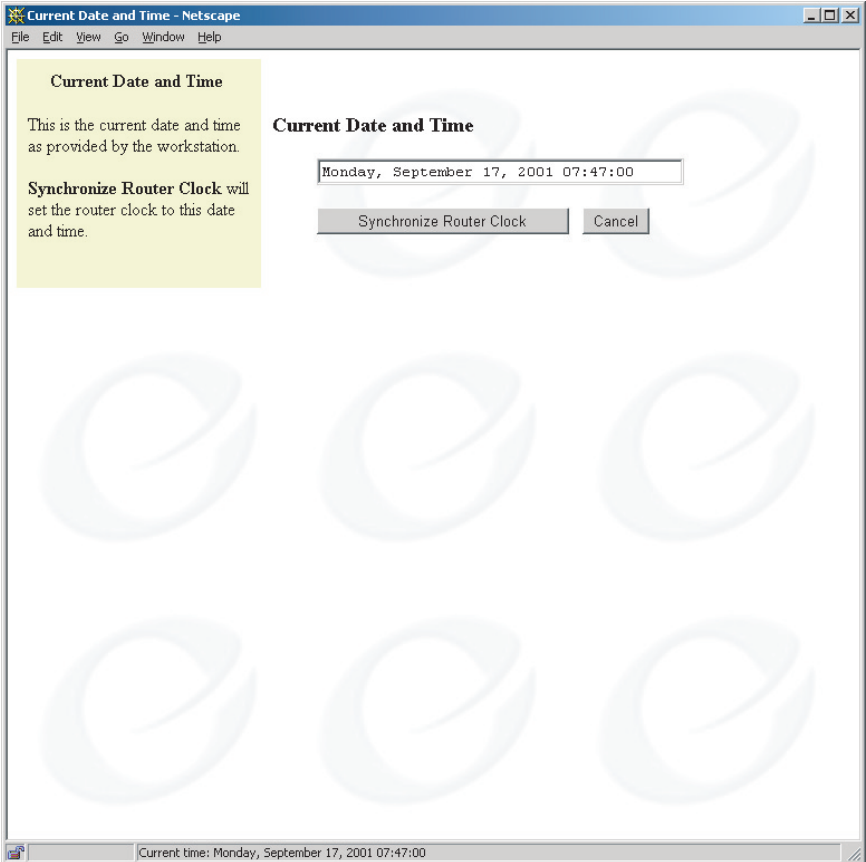 Current Date and Time - Netscape
File Edit View Go Window Help
Current Date and Time
This is the current date and time
as provided by the workstation.
Synchronize Router Clock will
set the router clock to this date
and time.
Current Date and Time
Monday, September 17, 2001 07:47:00
Synchronize Router Clock Cancel
Current time: Monday, September 17, 2001 07:47:00